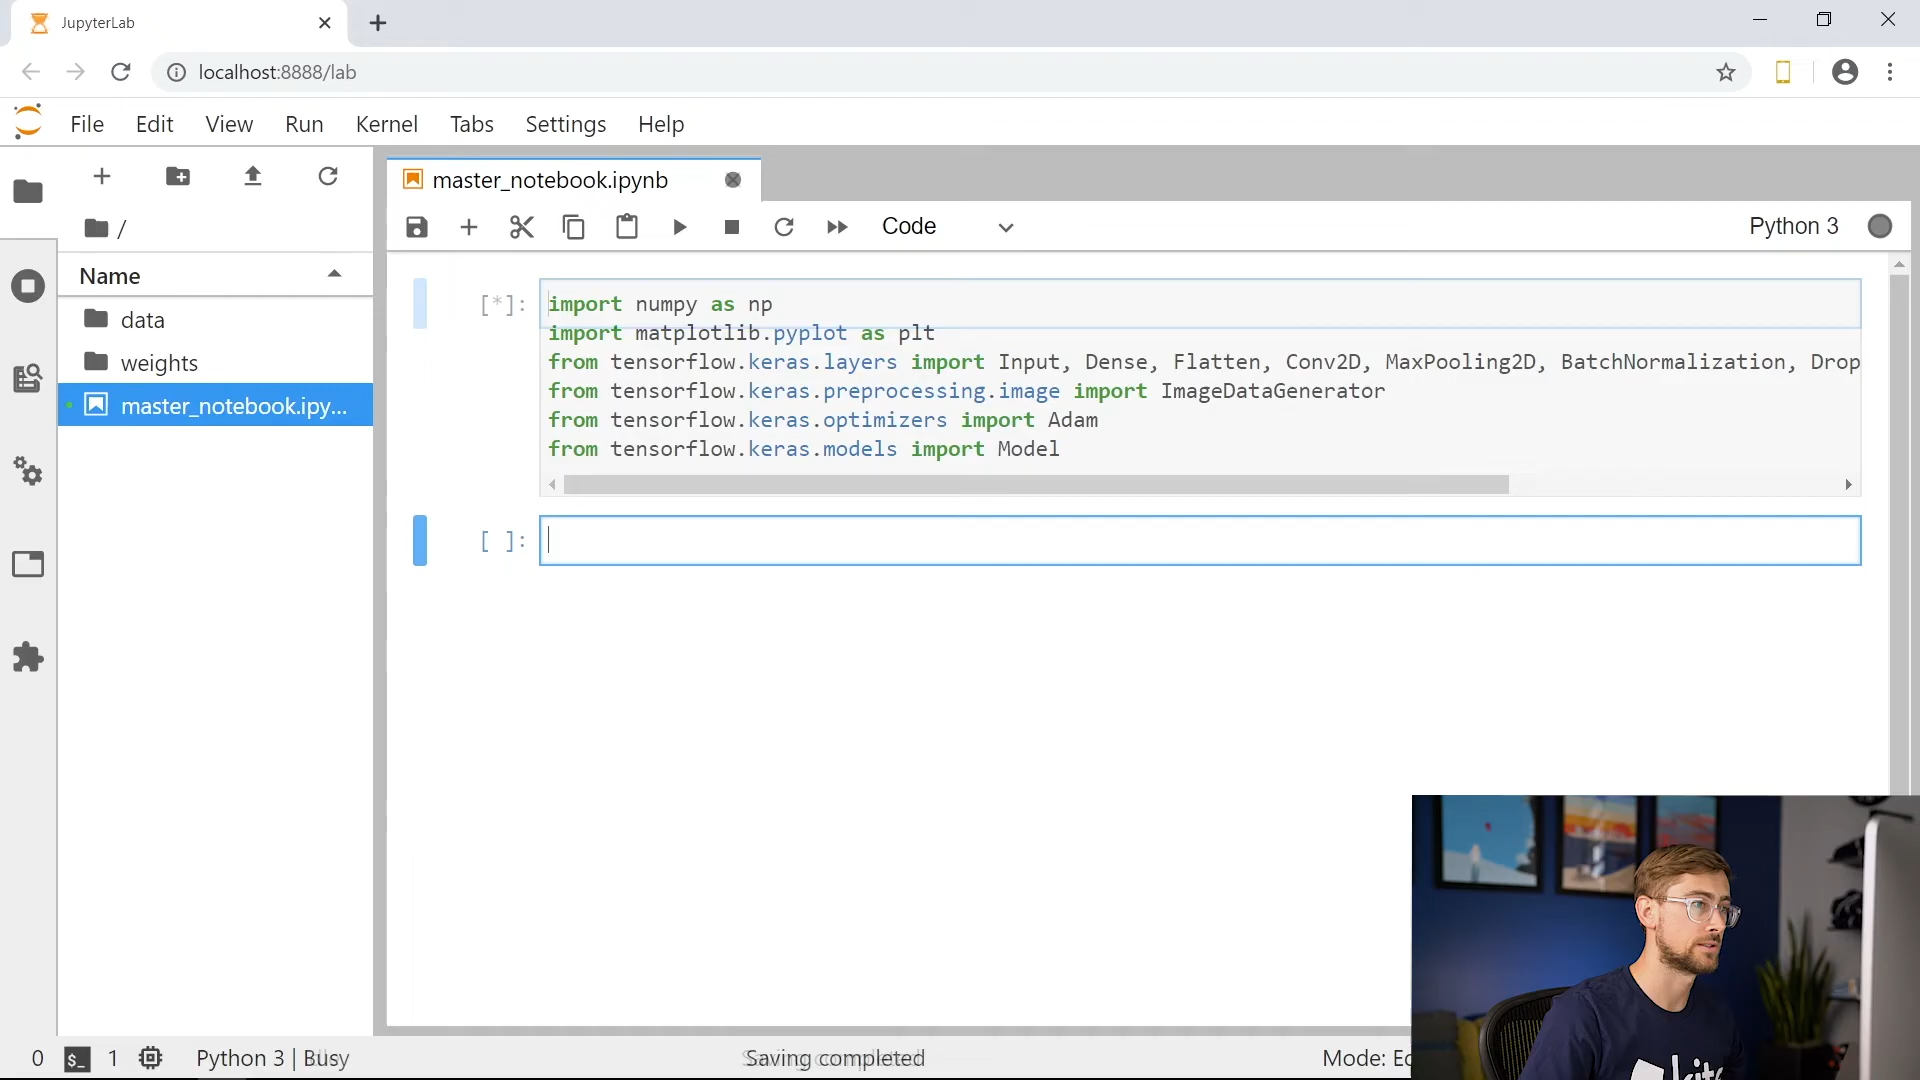 JupyterLab
localhost:8888/lab
File Edit View Run Kernel Tabs Settings Help
master_notebook.ipynb
/
Code
Python 3
Name
data
weights
master_notebook.ipy...
[*]:
import numpy as np
import matplotlib.pyplot as plt
from tensorflow.keras.layers import Input, Dense, Flatten, Conv2D, MaxPooling2D, BatchNormalization, Drop
from tensorflow.keras.preprocessing.image import ImageDataGenerator
from tensorflow.keras.optimizers import Adam
from tensorflow.keras.models import Model
[ ]:
0 $_ 1 Python 3 | Busy
Saving completed
Mode: Ed
kite